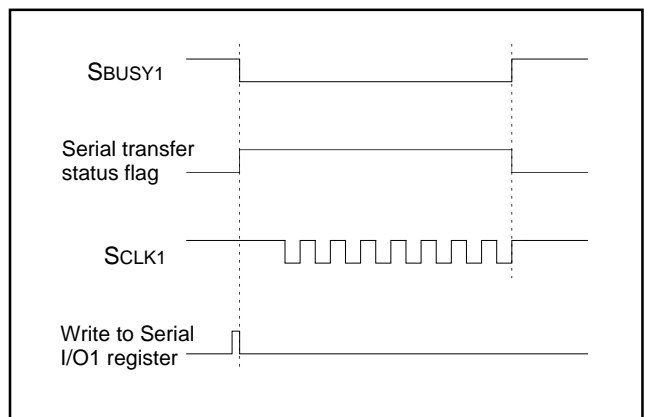 SBUSY1
Serial transfer
status flag
SCLK1
Write to Serial
I/O1 register